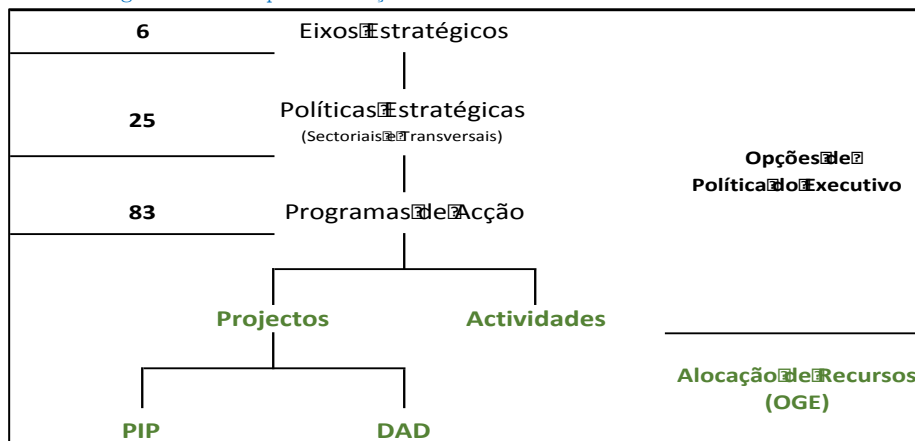 6 Eixos Estratégicos
25 Políticas Estratégicas
(Sectoriais e Transversais)
Opções de
Política do Executivo
83 Programas de Acção
Projectos Actividades
Alocação de Recursos
(OGE)
PIP DAD